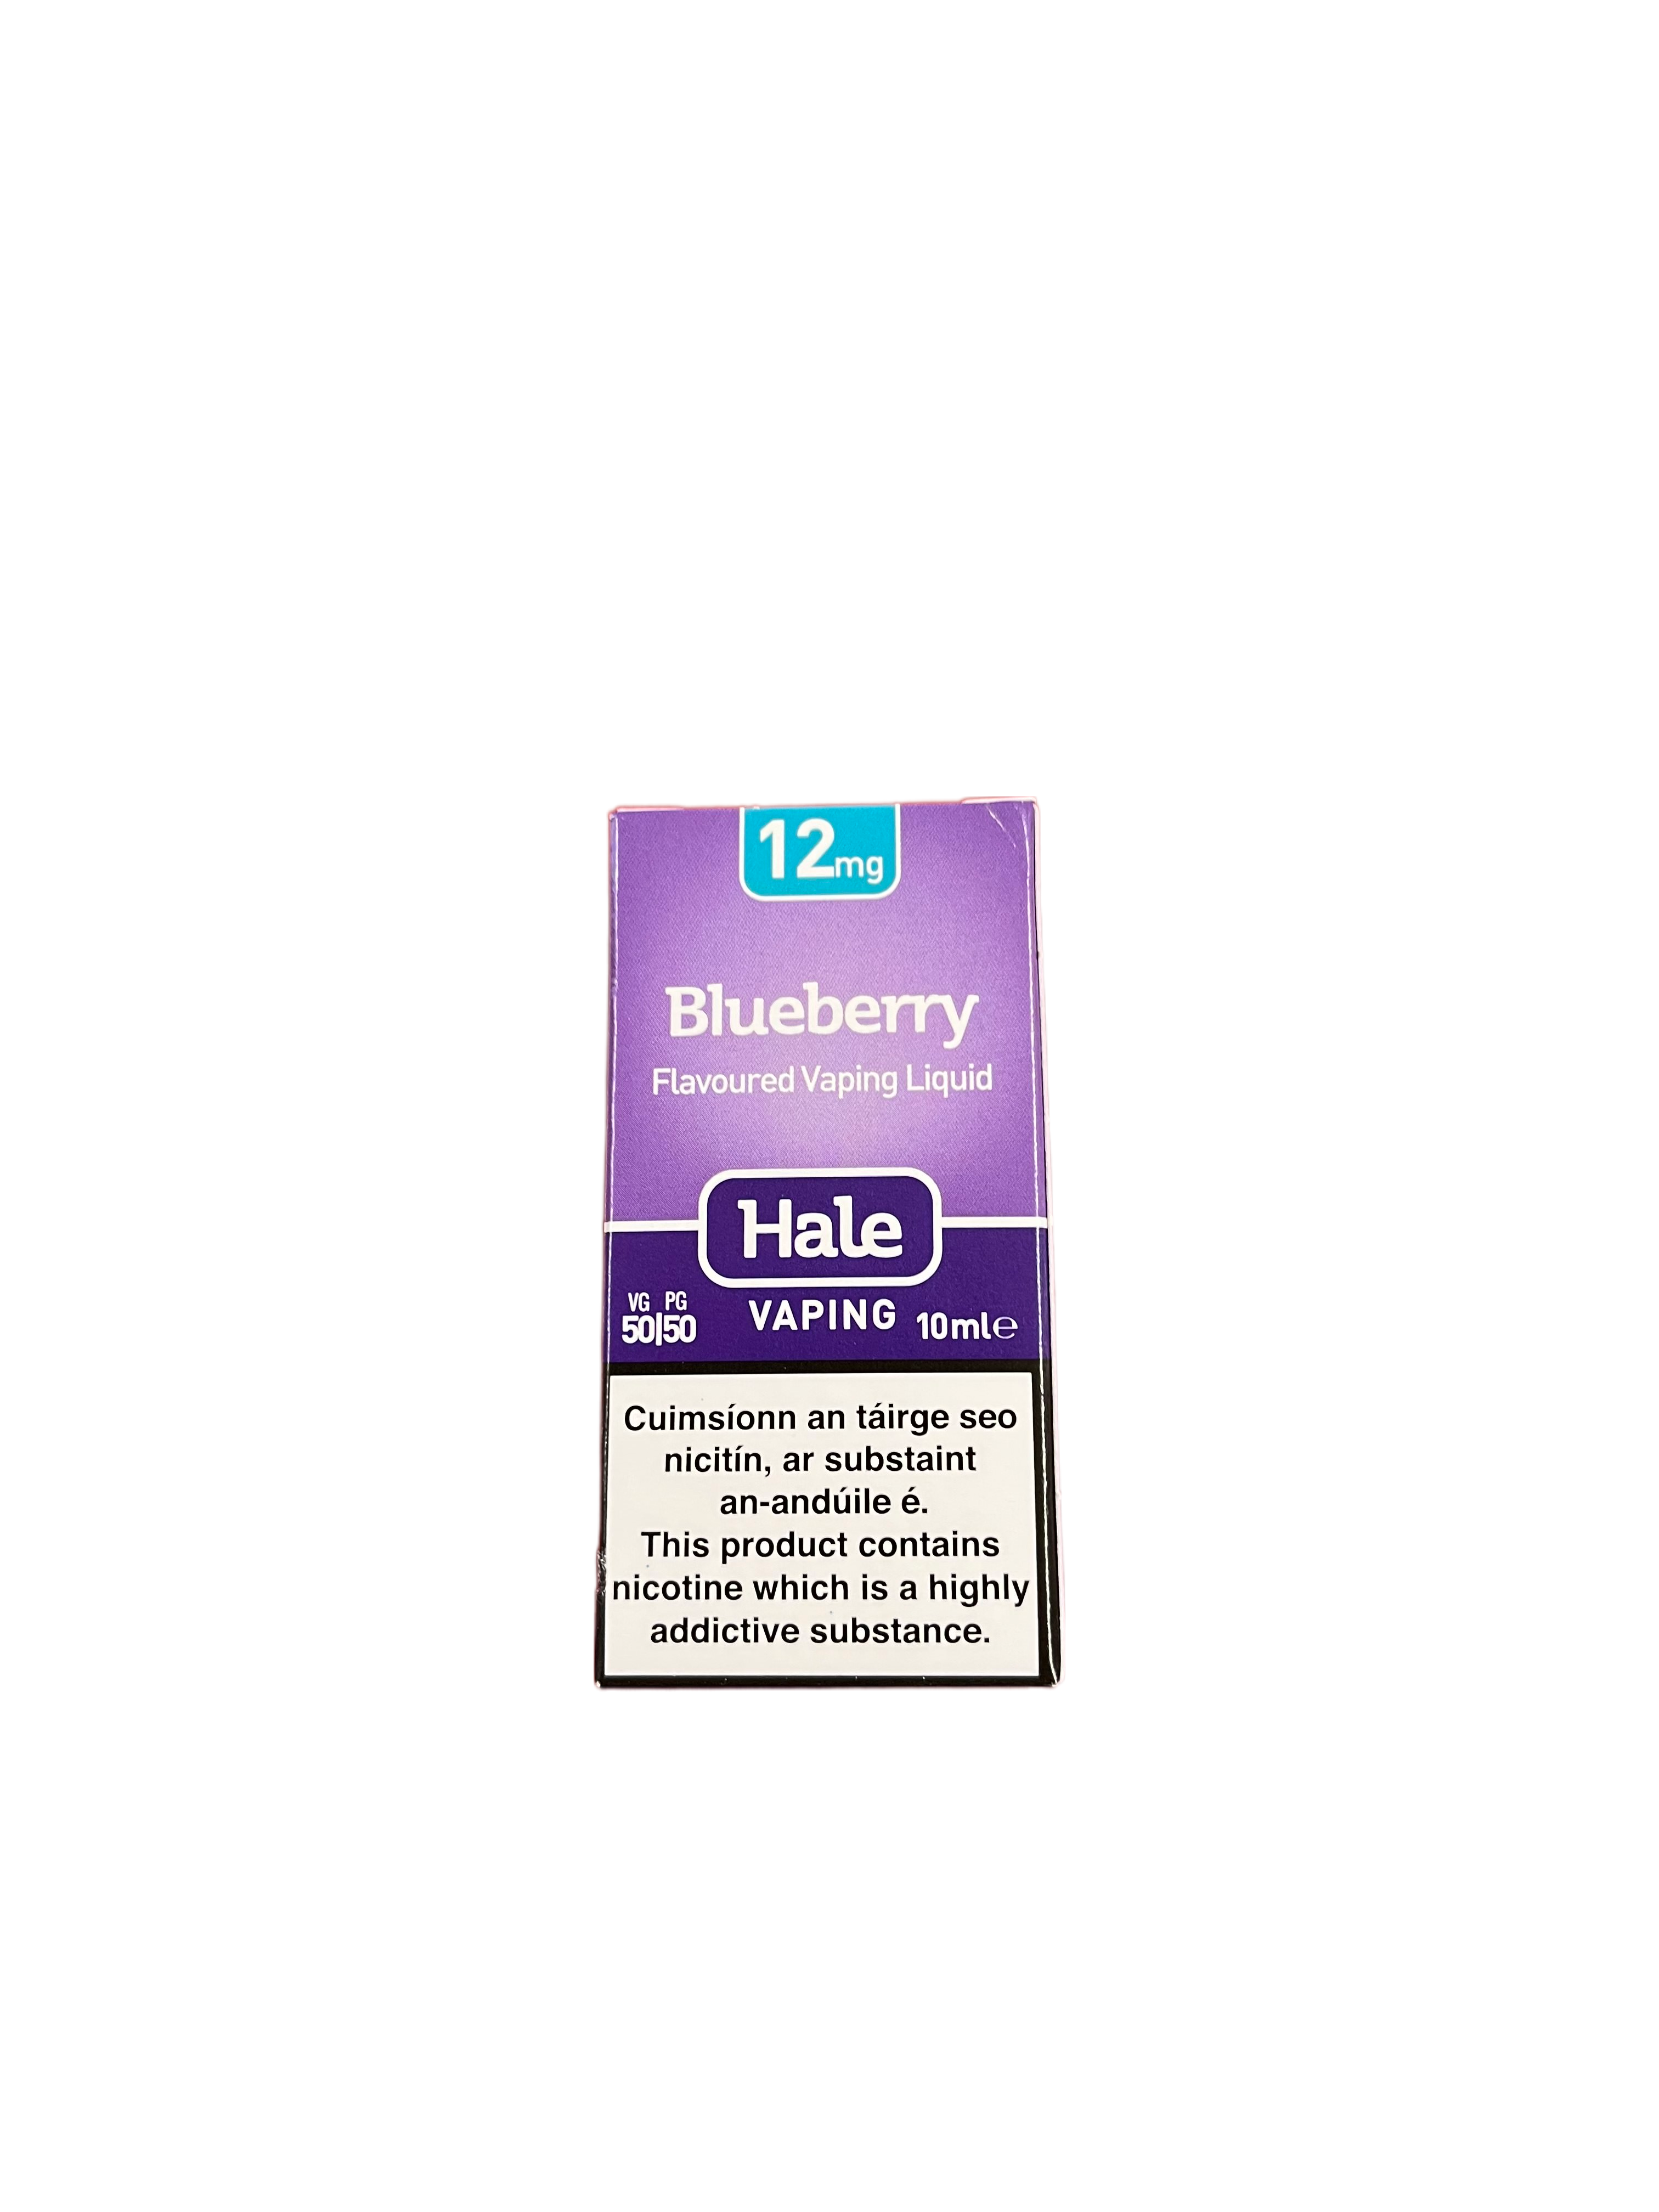 12mg
Blueberry
Flavoured Vaping Liquid
Hale
VG PG
50|50
VAPING
10ml℮
Cuimsíonn an táirge seo
nicitín, ar substaint
an-andúile é.
This product contains
nicotine which is a highly
addictive substance.